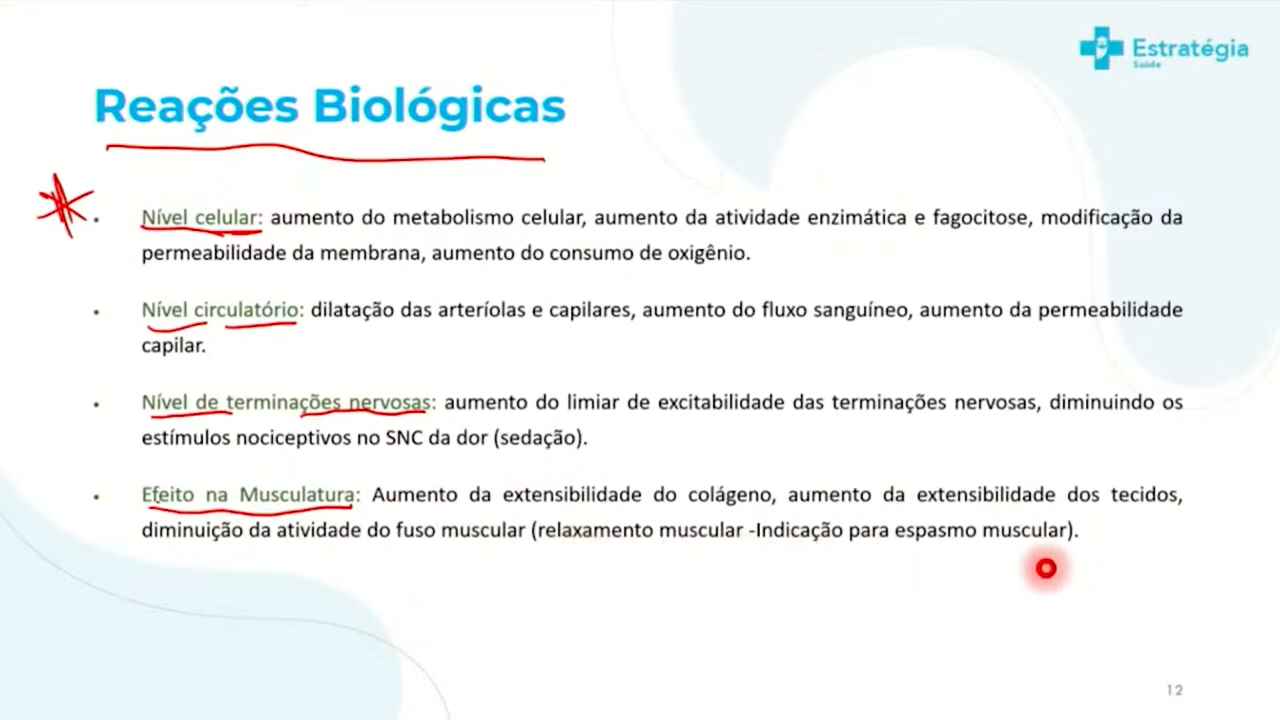 Estratégia
Saúde
Reações Biológicas
• Nível celular: aumento do metabolismo celular, aumento da atividade enzimática e fagocitose, modificação da
permeabilidade da membrana, aumento do consumo de oxigênio.
• Nível circulatório: dilatação das arteríolas e capilares, aumento do fluxo sanguíneo, aumento da permeabilidade
capilar.
• Nível de terminações nervosas: aumento do limiar de excitabilidade das terminações nervosas, diminuindo os
estímulos nociceptivos no SNC da dor (sedação).
• Efeito na Musculatura: Aumento da extensibilidade do colágeno, aumento da extensibilidade dos tecidos,
diminuição da atividade do fuso muscular (relaxamento muscular -Indicação para espasmo muscular).
12